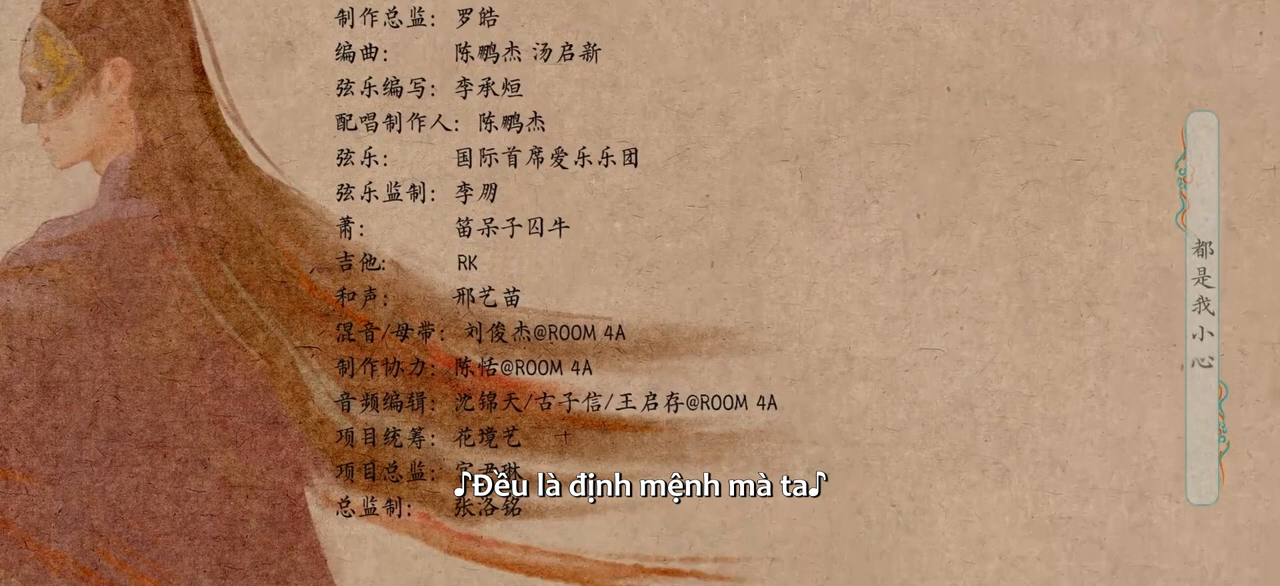 制作总监: 罗皓
编曲: 陈鹏杰 汤启新
弦乐编写: 李承烜
配唱制作人: 陈鹏杰
弦乐: 国际首席爱乐乐团
弦乐监制: 李朋
萧: 笛呆子囚牛
吉他: RK
和声: 邢艺苗
混音/母带: 刘俊杰@ROOM 4A
制作协力: 陈恬@ROOM 4A
音频编辑: 沈锦天/古子信/王启存@ROOM 4A
项目统筹: 花境艺
项目总监:
总监制: 张洛铭
♪Đều là định mệnh mà ta♪
都是我小心